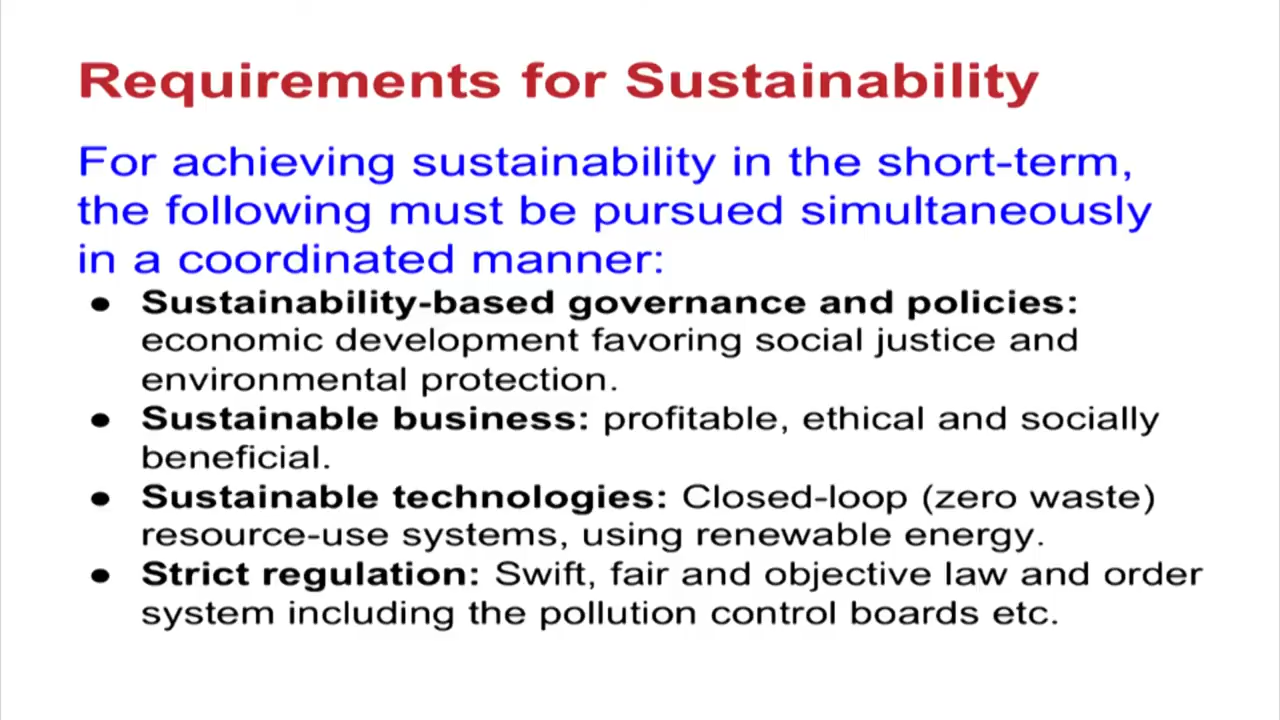 Requirements for Sustainability
For achieving sustainability in the short-term,
the following must be pursued simultaneously
in a coordinated manner:
● Sustainability-based governance and policies:
economic development favoring social justice and
environmental protection.
● Sustainable business: profitable, ethical and socially
beneficial.
● Sustainable technologies: Closed-loop (zero waste)
resource-use systems, using renewable energy.
● Strict regulation: Swift, fair and objective law and order
system including the pollution control boards etc.